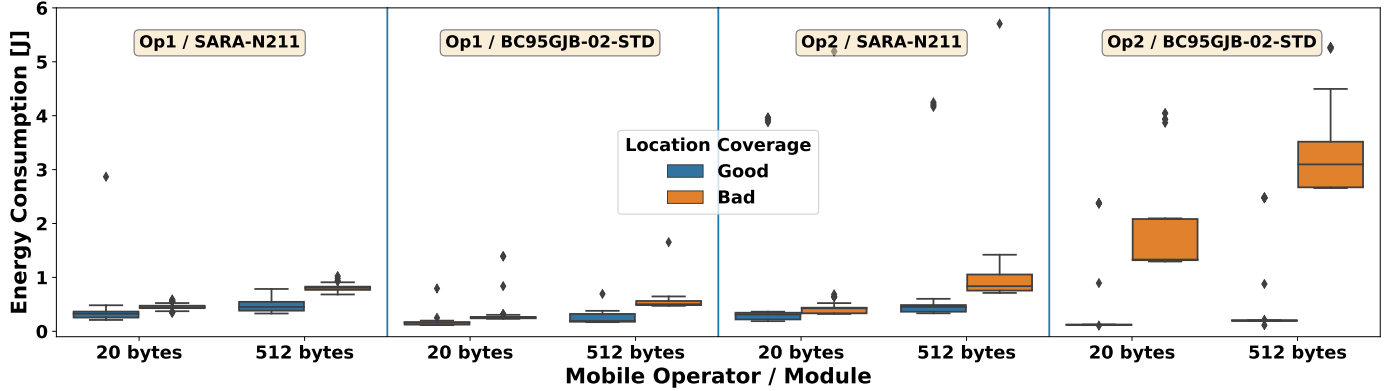 Energy Consumption [J]
6
5
4
3
2
1
0
Op1 / SARA-N211
Op1 / BC95GJB-02-STD
Op2 / SARA-N211
Op2 / BC95GJB-02-STD
Location Coverage
Good
Bad
20 bytes
512 bytes
20 bytes
512 bytes
20 bytes
512 bytes
20 bytes
512 bytes
Mobile Operator / Module